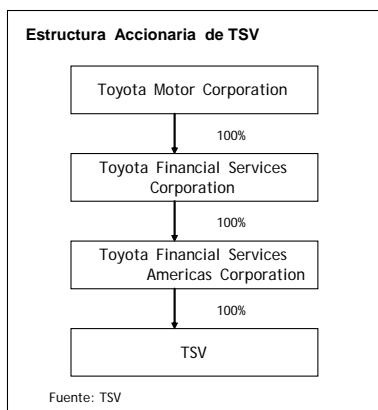 Estructura Accionaria de TSV
Toyota Motor Corporation
100%
Toyota Financial Services
Corporation
100%
Toyota Financial Services
Americas Corporation
100%
TSV
Fuente: TSV